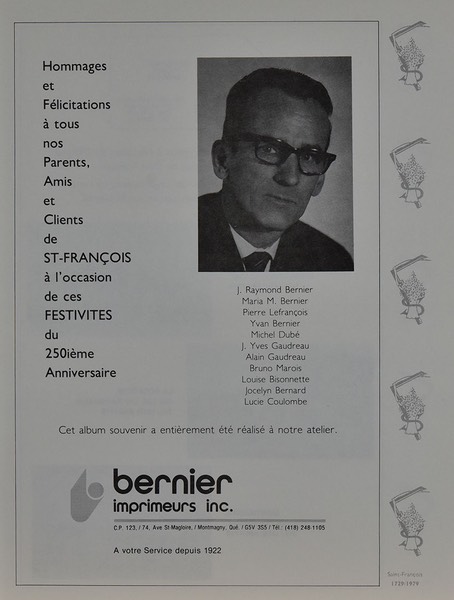 Hommages
et
Félicitations
à tous
nos
Parents,
Amis
et
Clients
de
ST-FRANÇOIS
à l'occasion
de ces
FESTIVITES
du
250ième
Anniversaire
J. Raymond Bernier
Maria M. Bernier
Pierre Lefrançois
Yvan Bernier
Michel Dubé
J. Yves Gaudreau
Alain Gaudreau
Bruno Marois
Louise Bisonnette
Jocelyn Bernard
Lucie Coulombe
Cet album souvenir a entièrement été réalisé à notre atelier.
bernier
imprimeurs inc.
C.P. 123, / 74, Ave St-Magloire, / Montmagny, Qué. / G5V 3S5 / Tél.: (418) 248-1105
A votre Service depuis 1922
Saint-François
1729-1979